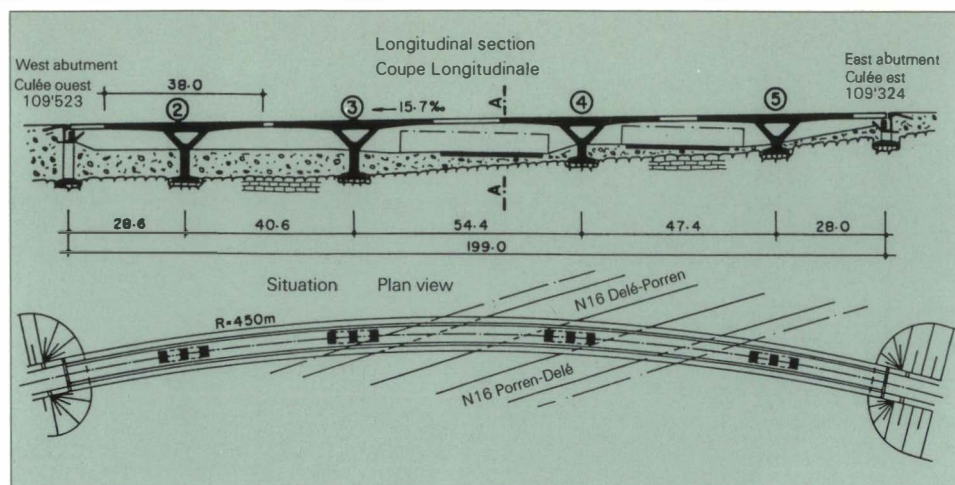 Longitudinal section
Coupe Longitudinale
West abutment
Culée ouest
109'523
East abutment
Culée est
109'324
38.0
2
3
15.7‰
A
4
5
A
28.6
40.6
54.4
47.4
28.0
199.0
Situation Plan view
R=450m
N16 Delé-Porren
N16 Porren-Delé